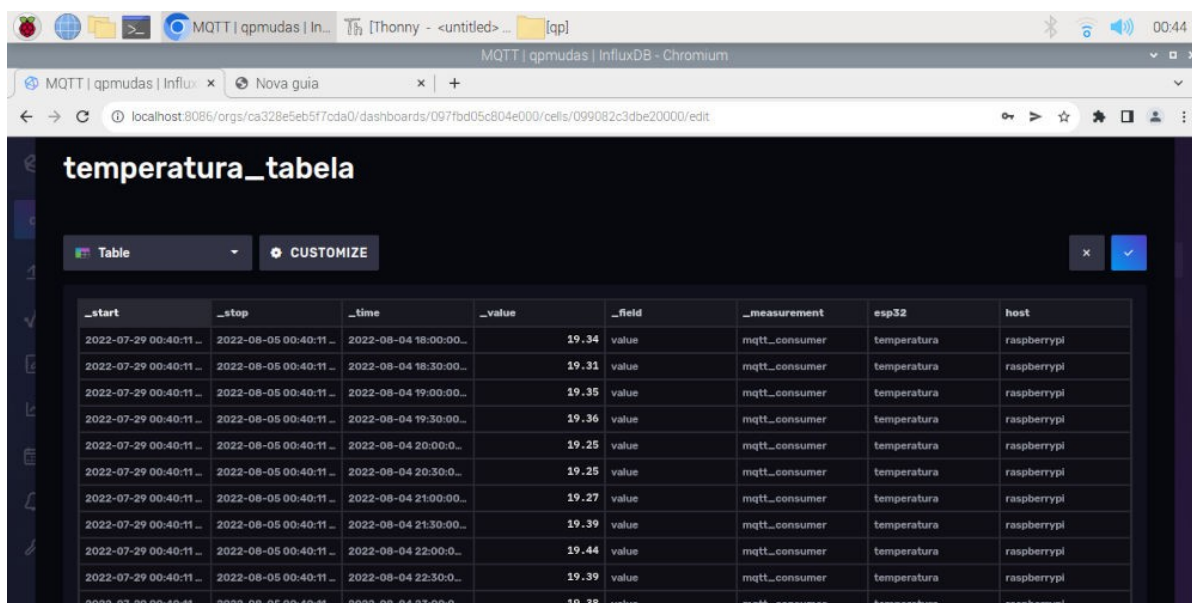 MQTT | qpmudas | In... [Thonny - <untitled> ... [qp] 00:44
MQTT | qpmudas | InfluxDB - Chromium
MQTT | qpmudas | Influx Nova guia
localhost:8086/orgs/ca328e5eb5f7cda0/dashboards/097fbd05c804e000/cells/099082c3dbe20000/edit
temperatura_tabela
Table CUSTOMIZE
_start _stop _time _value _field _measurement esp32 host
2022-07-29 00:40:11 ... 2022-08-05 00:40:11 ... 2022-08-04 18:00:00... 19.34 value mqtt_consumer temperatura raspberrypi
2022-07-29 00:40:11 ... 2022-08-05 00:40:11 ... 2022-08-04 18:30:00... 19.31 value mqtt_consumer temperatura raspberrypi
2022-07-29 00:40:11 ... 2022-08-05 00:40:11 ... 2022-08-04 19:00:00... 19.35 value mqtt_consumer temperatura raspberrypi
2022-07-29 00:40:11 ... 2022-08-05 00:40:11 ... 2022-08-04 19:30:00... 19.36 value mqtt_consumer temperatura raspberrypi
2022-07-29 00:40:11 ... 2022-08-05 00:40:11 ... 2022-08-04 20:00:0... 19.25 value mqtt_consumer temperatura raspberrypi
2022-07-29 00:40:11 ... 2022-08-05 00:40:11 ... 2022-08-04 20:30:0... 19.25 value mqtt_consumer temperatura raspberrypi
2022-07-29 00:40:11 ... 2022-08-05 00:40:11 ... 2022-08-04 21:00:00... 19.27 value mqtt_consumer temperatura raspberrypi
2022-07-29 00:40:11 ... 2022-08-05 00:40:11 ... 2022-08-04 21:30:00... 19.39 value mqtt_consumer temperatura raspberrypi
2022-07-29 00:40:11 ... 2022-08-05 00:40:11 ... 2022-08-04 22:00:0... 19.44 value mqtt_consumer temperatura raspberrypi
2022-07-29 00:40:11 ... 2022-08-05 00:40:11 ... 2022-08-04 22:30:0... 19.39 value mqtt_consumer temperatura raspberrypi